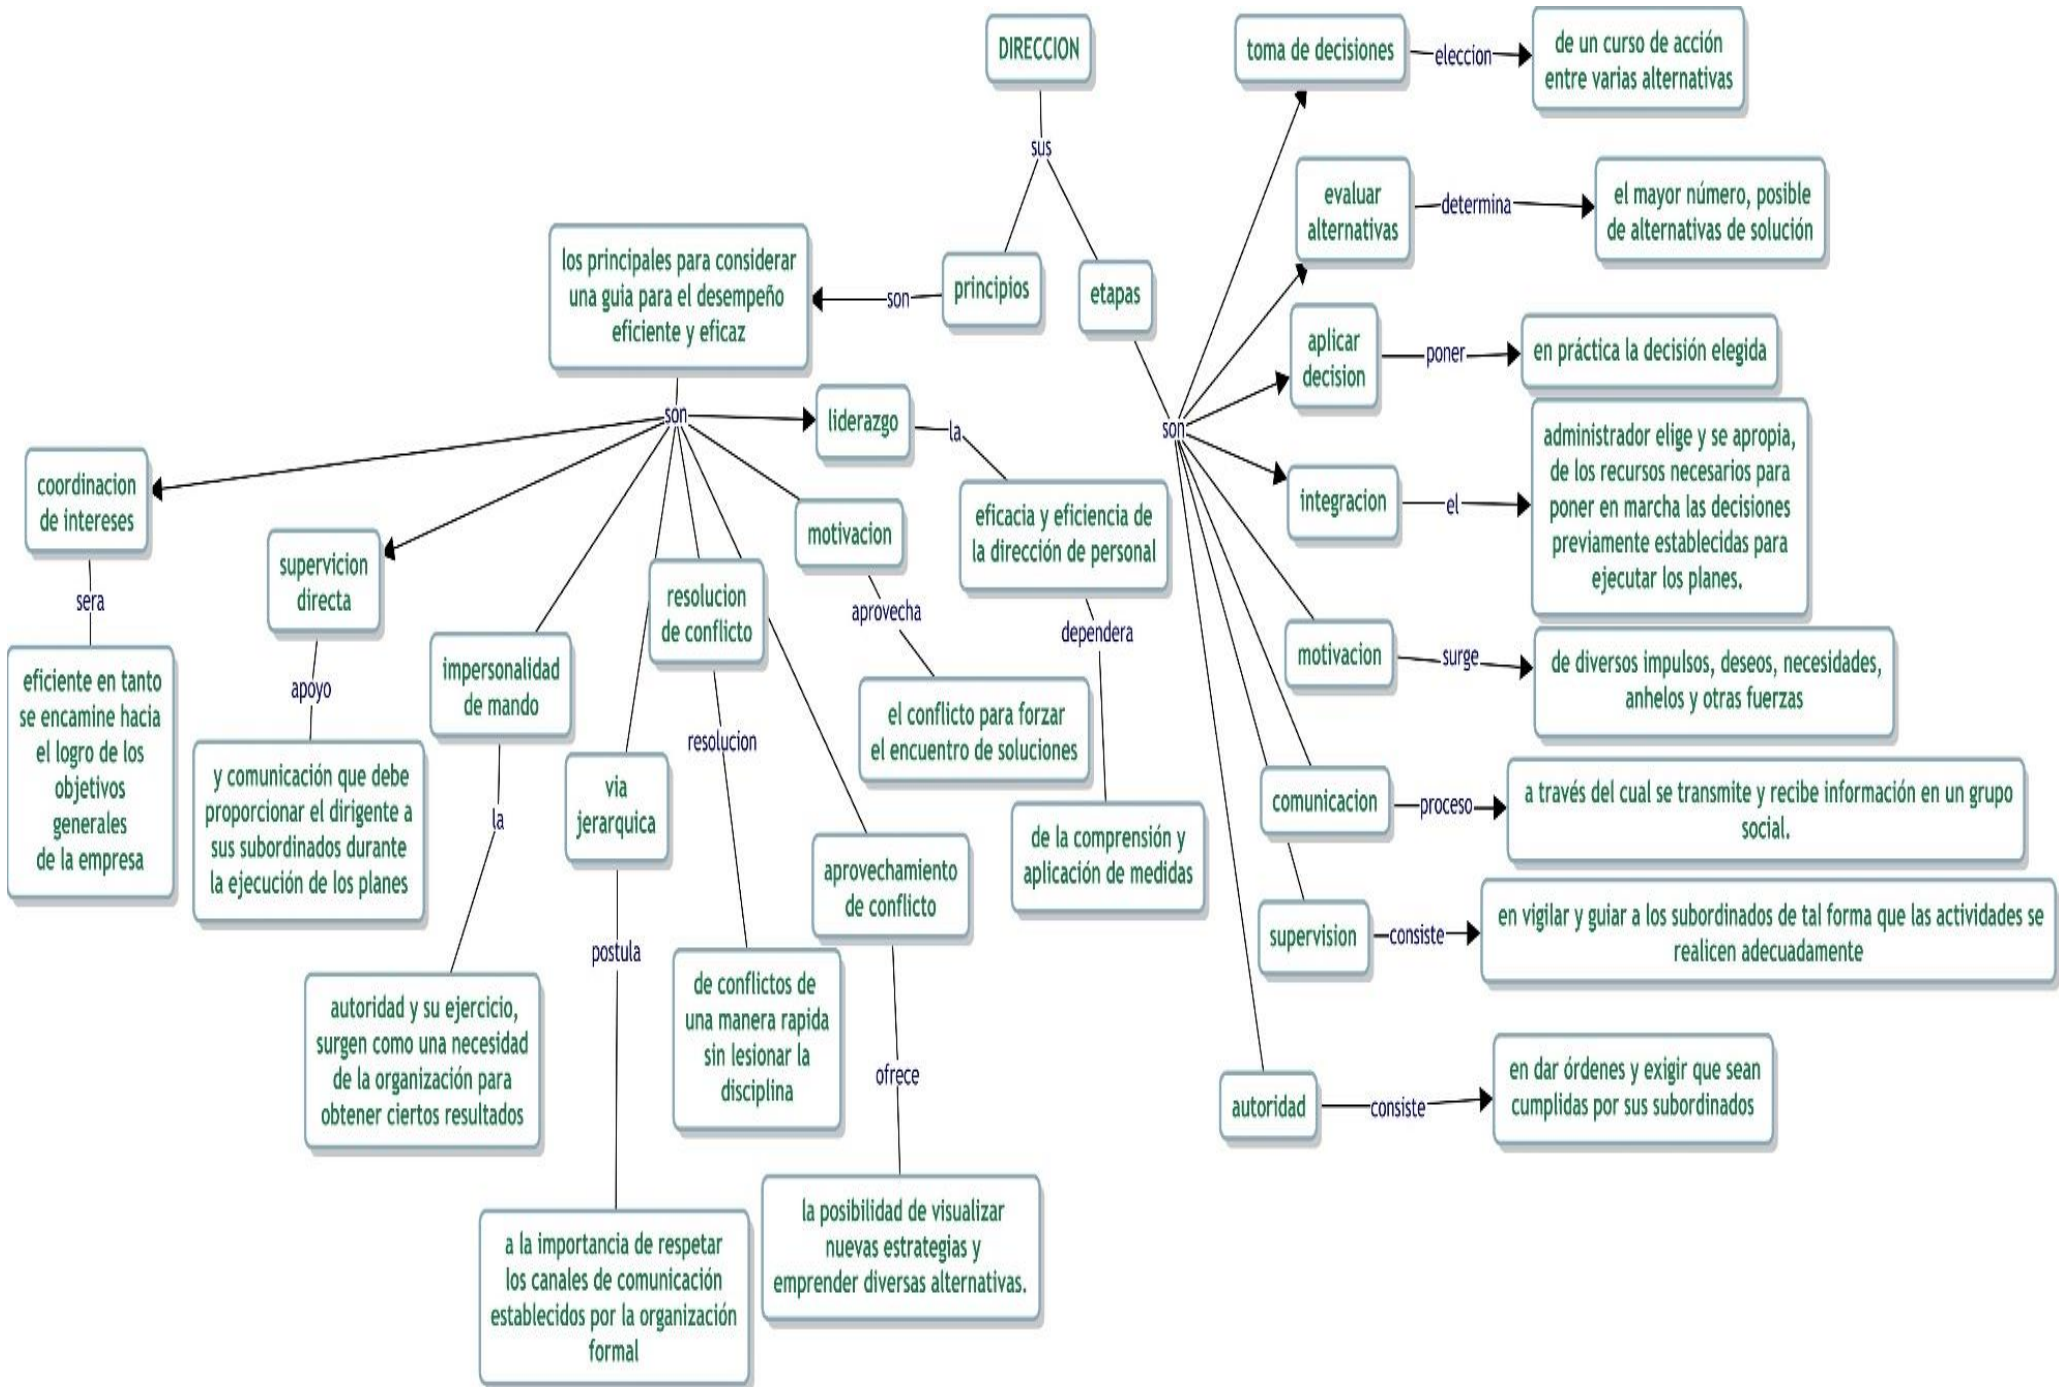 DIRECCION
sus
principios
etapas
son
los principales para considerar
una guia para el desempeño
eficiente y eficaz
son
coordinacion
de intereses
sera
eficiente en tanto
se encamine hacia
el logro de los
objetivos
generales
de la empresa
supervicion
directa
apoyo
y comunicación que debe
proporcionar el dirigente a
sus subordinados durante
la ejecución de los planes
impersonalidad
de mando
la
autoridad y su ejercicio,
surgen como una necesidad
de la organización para
obtener ciertos resultados
via
jerarquica
postula
a la importancia de respetar
los canales de comunicación
establecidos por la organización
formal
resolucion
de conflicto
resolucion
de conflictos de
una manera rapida
sin lesionar la
disciplina
aprovechamiento
de conflicto
ofrece
la posibilidad de visualizar
nuevas estrategias y
emprender diversas alternativas.
motivacion
aprovecha
el conflicto para forzar
el encuentro de soluciones
liderazgo
la
eficacia y eficiencia de
la dirección de personal
dependera
de la comprensión y
aplicación de medidas
son
toma de decisiones
eleccion
de un curso de acción
entre varias alternativas
evaluar
alternativas
determina
el mayor número, posible
de alternativas de solución
aplicar
decision
poner
en práctica la decisión elegida
integracion
el
administrador elige y se apropia,
de los recursos necesarios para
poner en marcha las decisiones
previamente establecidas para
ejecutar los planes.
motivacion
surge
de diversos impulsos, deseos, necesidades,
anhelos y otras fuerzas
comunicacion
proceso
a través del cual se transmite y recibe información en un grupo
social.
supervision
consiste
en vigilar y guiar a los subordinados de tal forma que las actividades se
realicen adecuadamente
autoridad
consiste
en dar órdenes y exigir que sean
cumplidas por sus subordinados